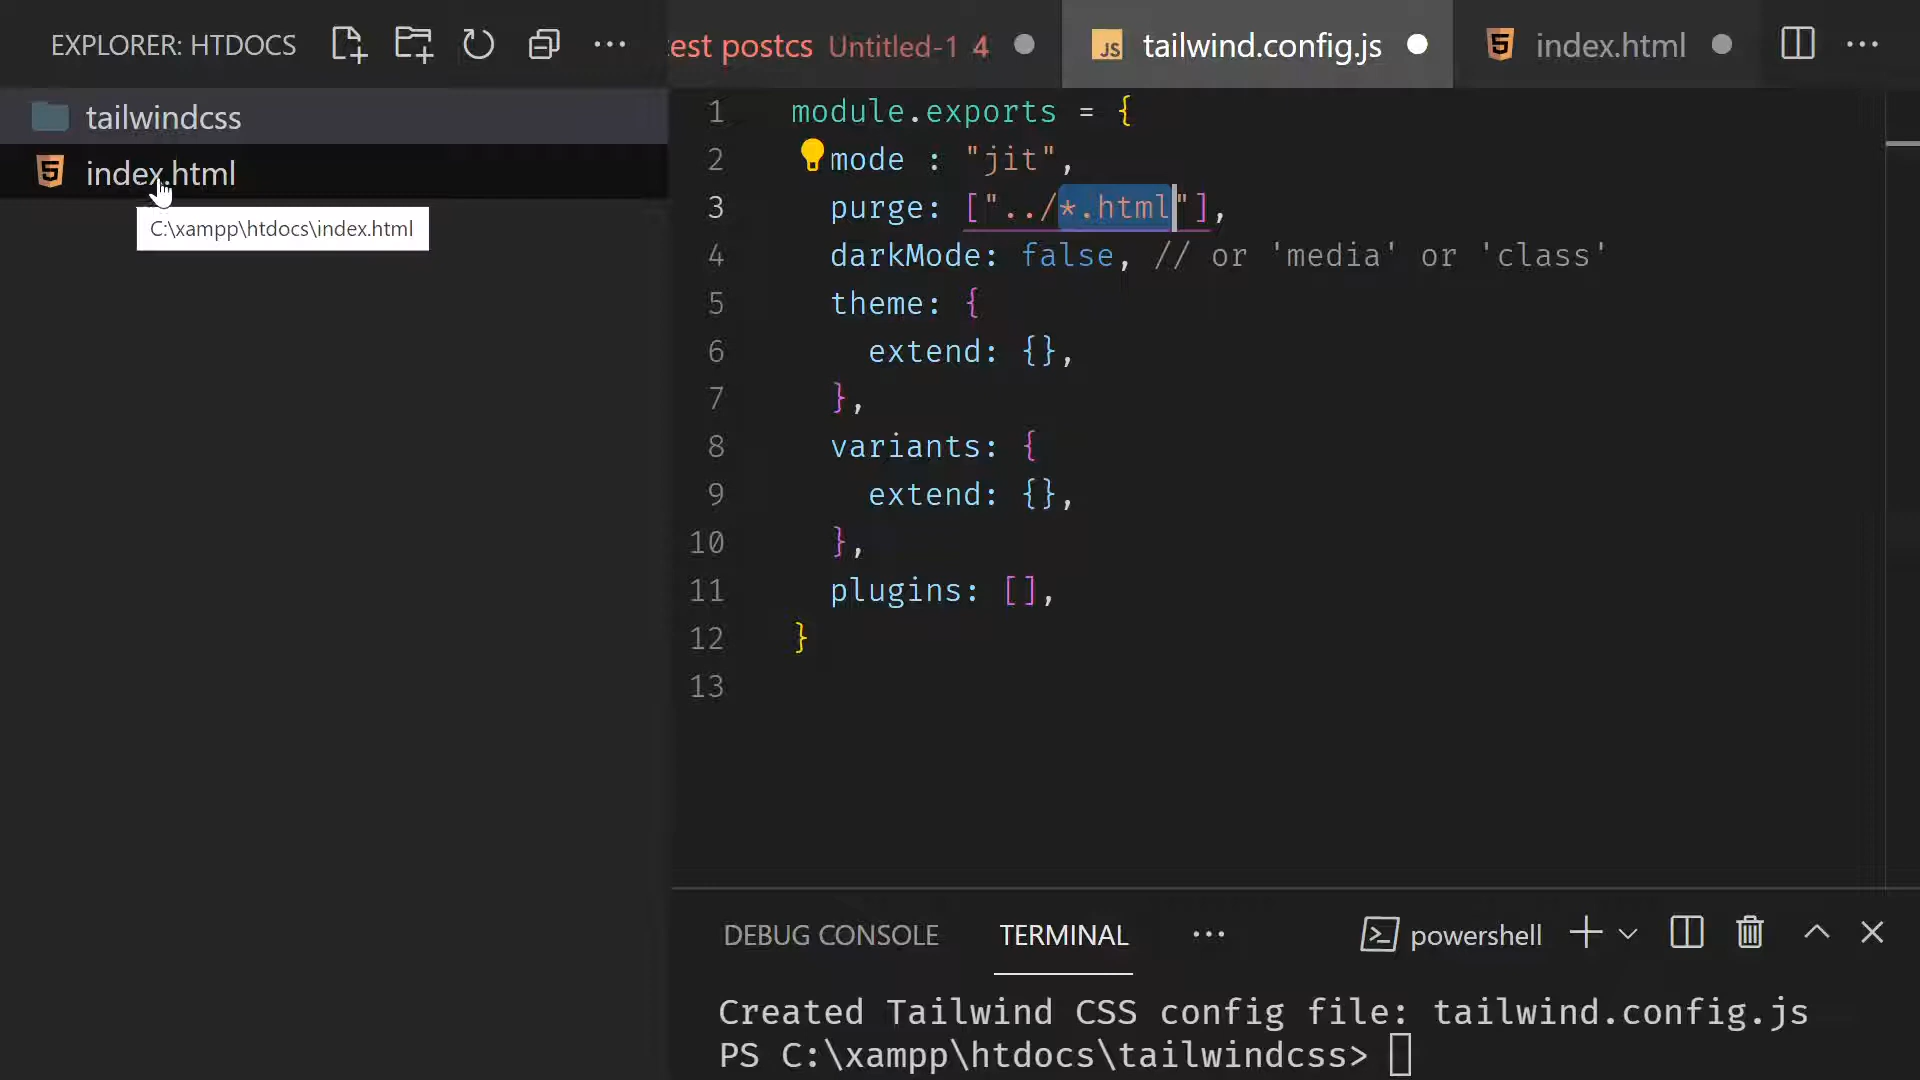 EXPLORER: HTDOCS
est postcs Untitled-1 4
JS tailwind.config.js
5 index.html
tailwindcss
5 index.html
C:\xampp\htdocs\index.html
1 module.exports = {
2 mode : "jit",
3 purge: ["../*.html"],
4 darkMode: false, // or 'media' or 'class'
5 theme: {
6 extend: {},
7 },
8 variants: {
9 extend: {},
10 },
11 plugins: [],
12 }
13
DEBUG CONSOLE TERMINAL ··· powershell
Created Tailwind CSS config file: tailwind.config.js
PS C:\xampp\htdocs\tailwindcss>